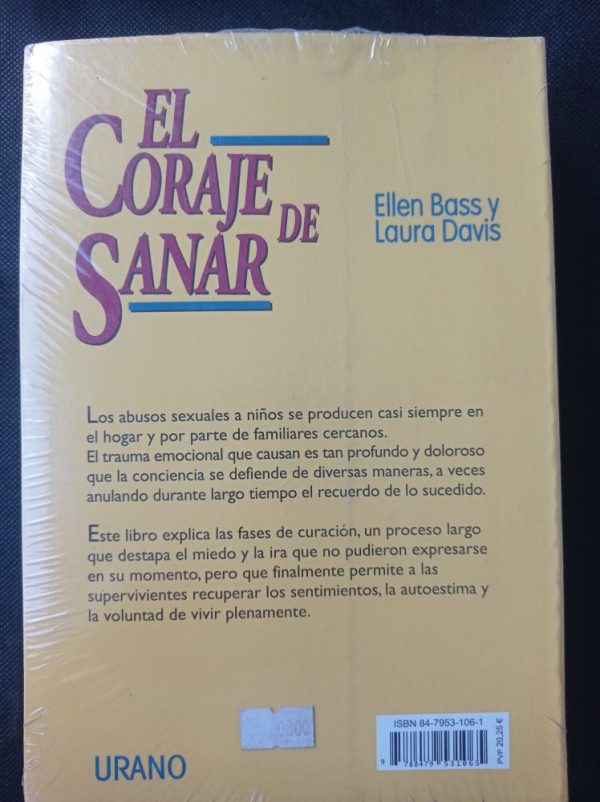 EL
CORAJE
DE
SANAR
Ellen Bass y
Laura Davis
Los abusos sexuales a niños se producen casi siempre en
el hogar y por parte de familiares cercanos.
El trauma emocional que causan es tan profundo y doloroso
que la conciencia se defiende de diversas maneras, a veces
anulando durante largo tiempo el recuerdo de lo sucedido.
Este libro explica las fases de curación, un proceso largo
que destapa el miedo y la ira que no pudieron expresarse
en su momento, pero que finalmente permite a las
supervivientes recuperar los sentimientos, la autoestima y
la voluntad de vivir plenamente.
URANO
ISBN 84-7953-106-1
9 788479 531065
PVP 20,25 €